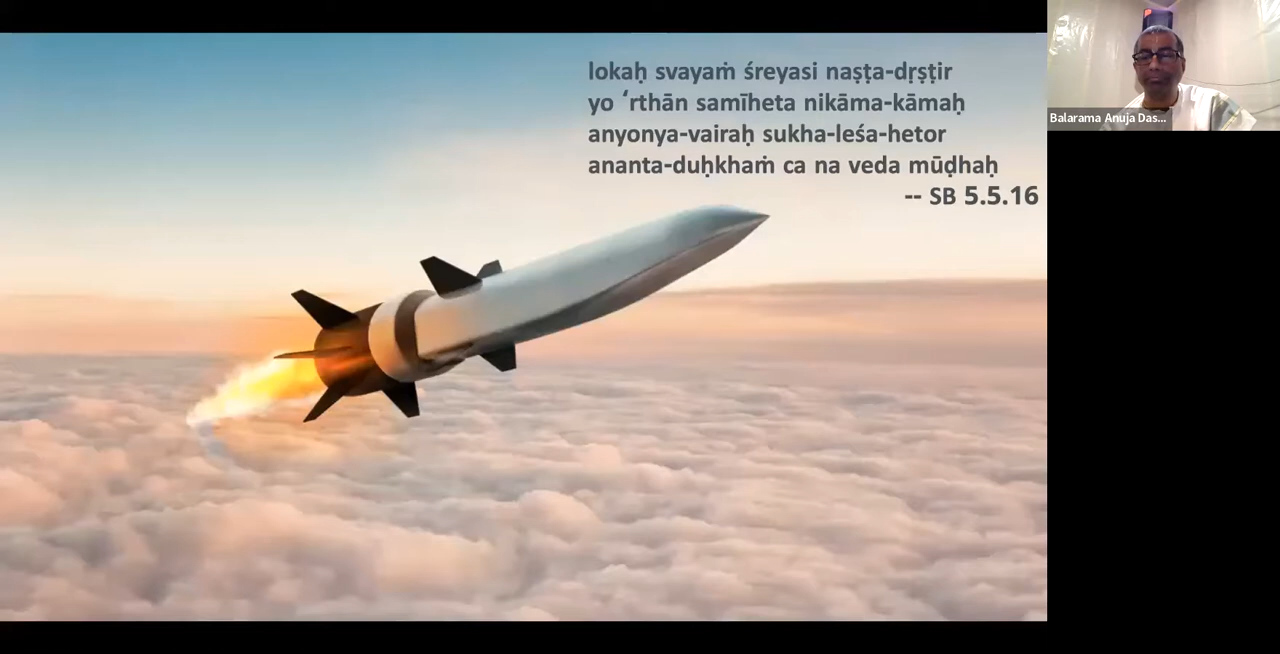 lokaḥ svayaṁ śreyasi naṣṭa-dṛṣṭir
yo ‘rthān samīheta nikāma-kāmaḥ
anyonya-vairaḥ sukha-leśa-hetor
ananta-duḥkhaṁ ca na veda mūḍhaḥ
-- SB 5.5.16
Balarama Anuja Das...